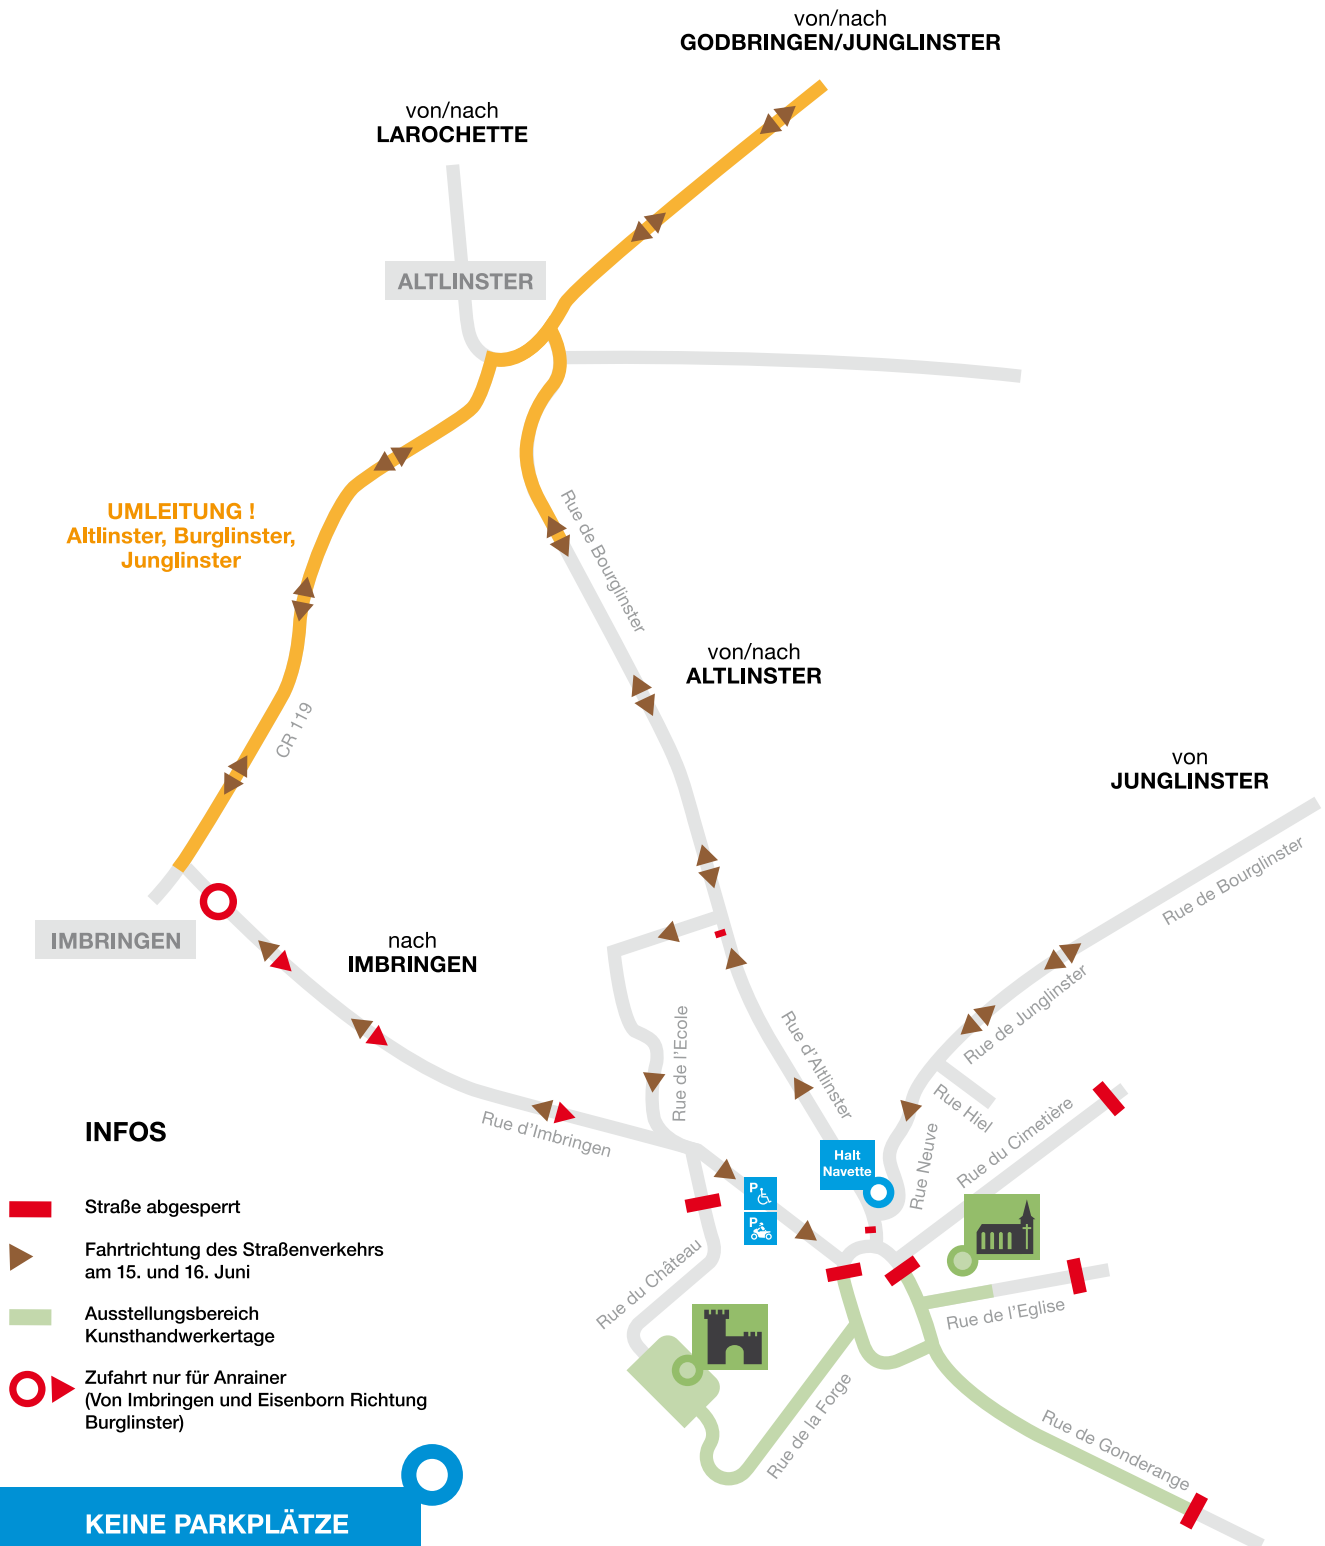 von/nach
GODBRINGEN/JUNGLINSTER
von/nach
LAROCHETTE
ALTLINSTER
UMLEITUNG !
Altlinster, Burglinster,
Junglinster
Rue de Bourglinster
von/nach
ALTLINSTER
CR 119
von
JUNGLINSTER
Rue de Bourglinster
IMBRINGEN
nach
IMBRINGEN
Rue de Junglinster
Rue de l'Ecole
Rue d'Altlinster
Rue Hiel
Rue du Cimetière
Rue d'Imbringen
Rue Neuve
Halt
Navette
P
P
INFOS
Straße abgesperrt
Fahrtrichtung des Straßenverkehrs
am 15. und 16. Juni
Ausstellungsbereich
Kunsthandwerkertage
Zufahrt nur für Anrainer
(Von Imbringen und Eisenborn Richtung
Burglinster)
Rue du Château
Rue de l'Eglise
Rue de la Forge
Rue de Gonderange
KEINE PARKPLÄTZE